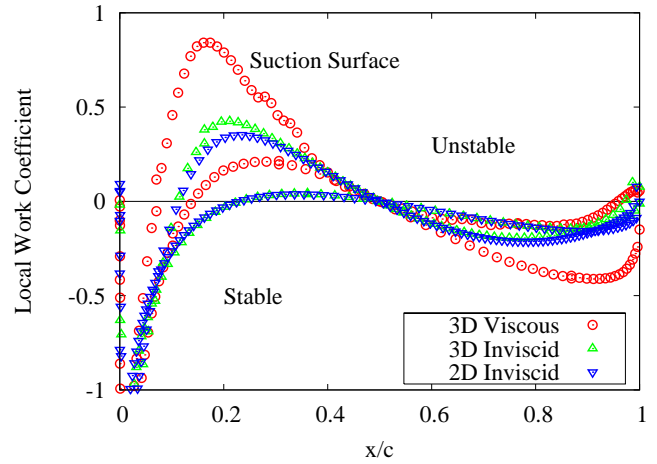 1
0.5
0
-0.5
-1
Local Work Coefficient
Suction Surface
Unstable
Stable
3D Viscous
3D Inviscid
2D Inviscid
0
0.2
0.4
0.6
0.8
1
x/c